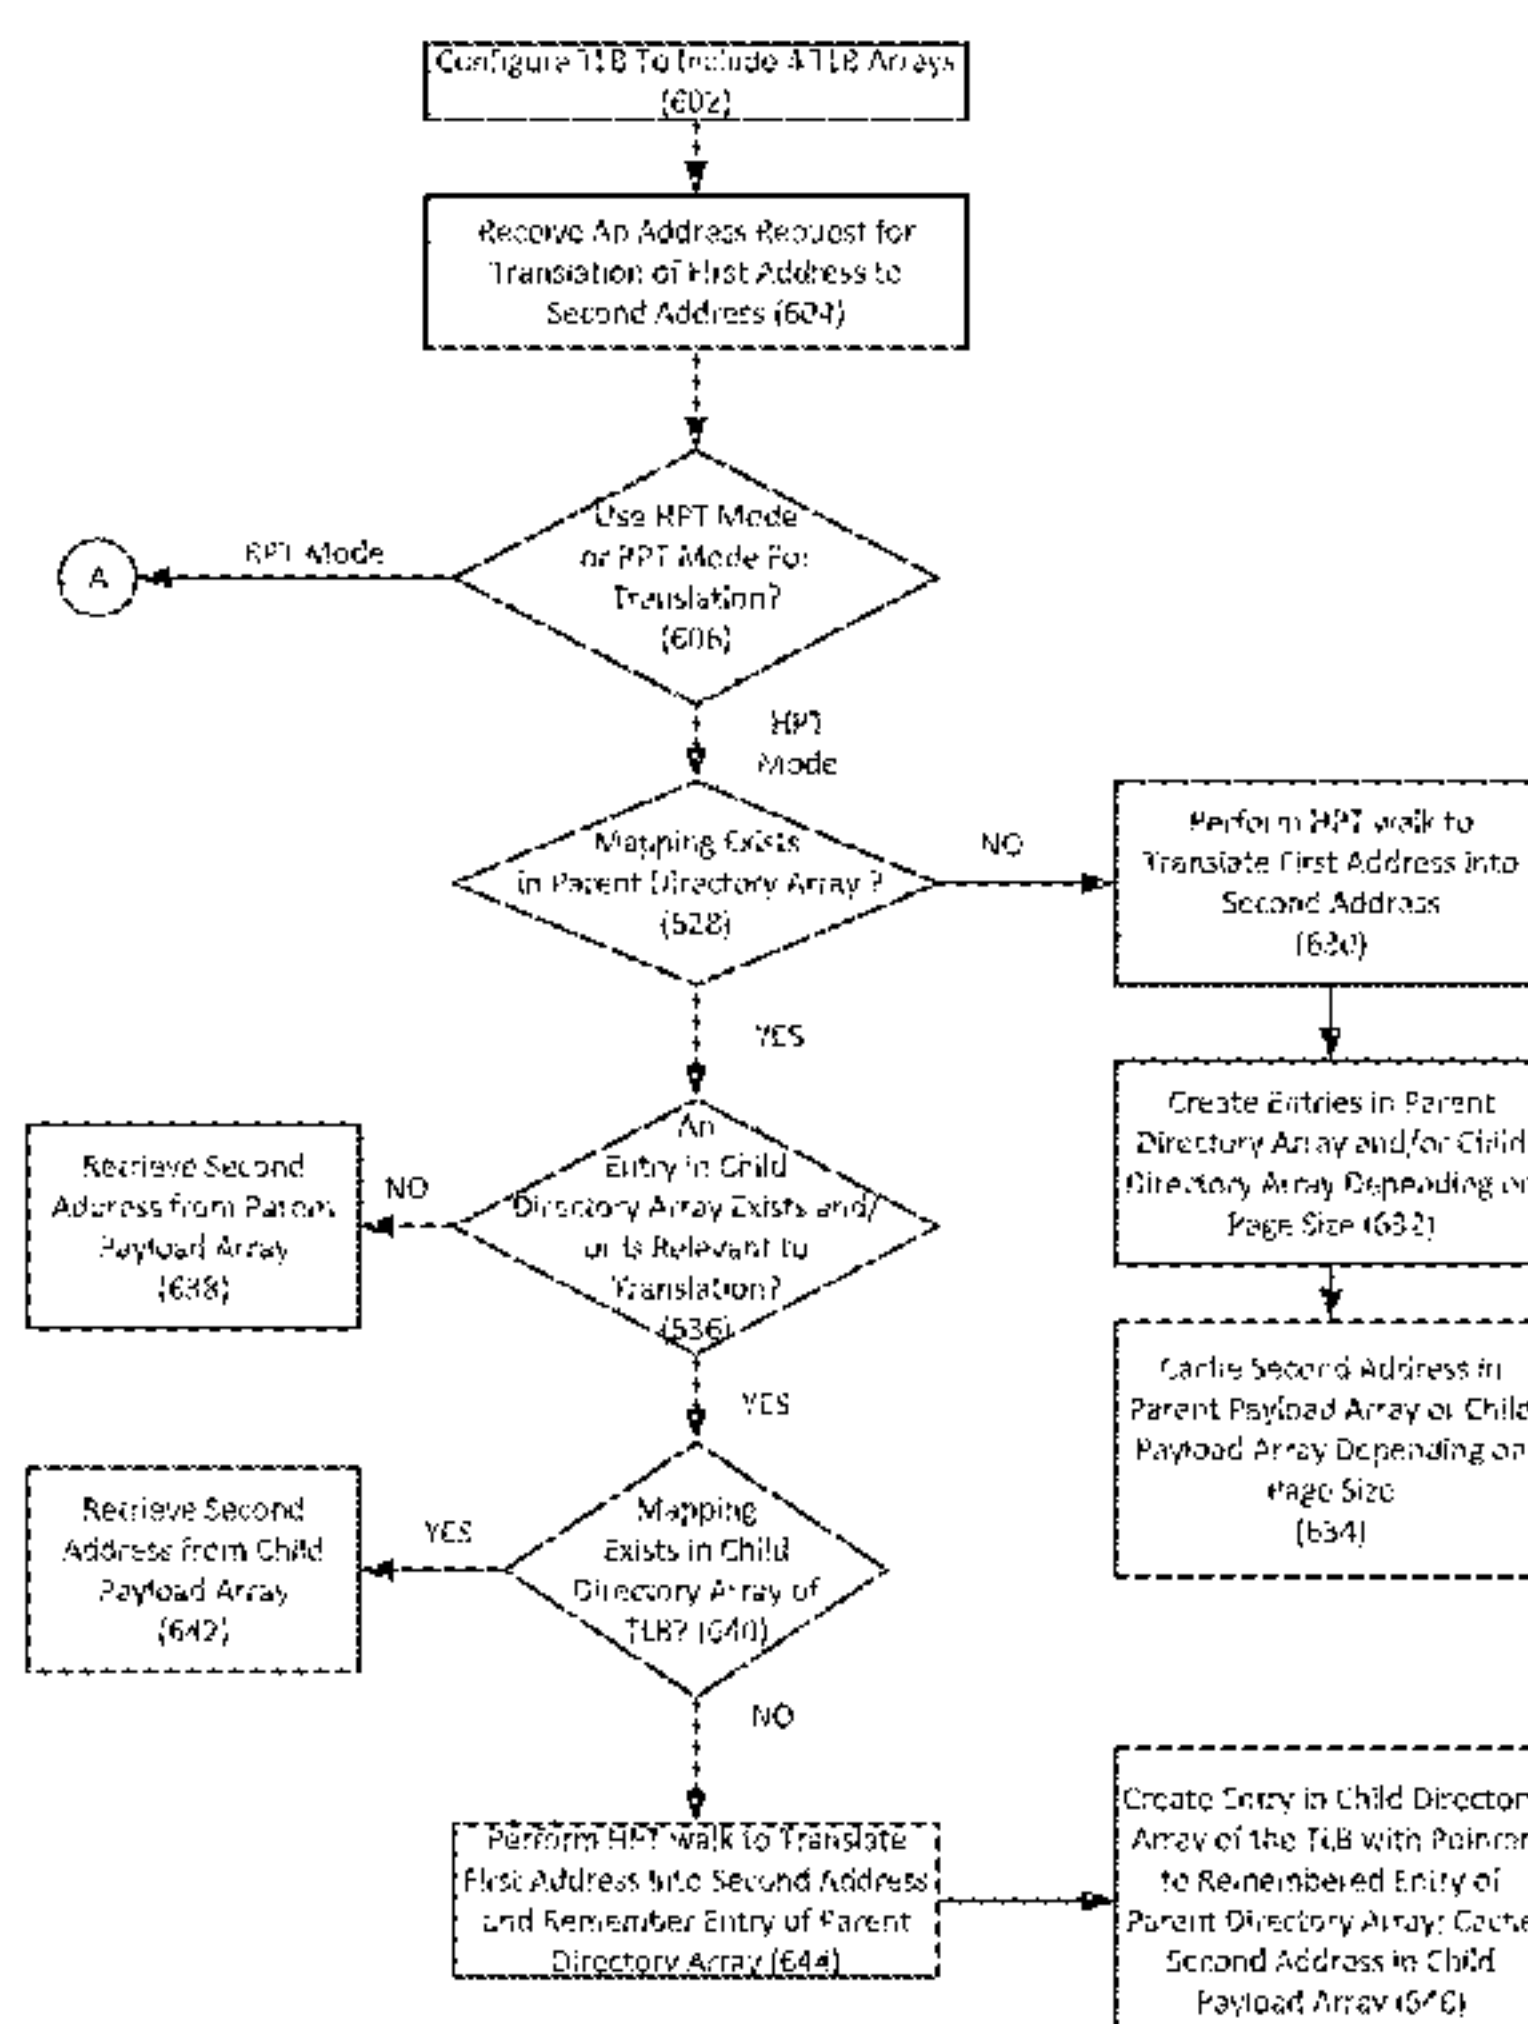 Configure TLB To Include 4 TLB Arrays
(602)
Receive An Address Request for
Translation of First Address to
Second Address (604)
Use HPT Mode
or RPT Mode For
Translation?
(606)
RPT Mode
A
HPT
Mode
Mapping Exists
in Parent Directory Array ?
(628)
NO
Perform HPT walk to
Translate First Address into
Second Address
(630)
YES
Create Entries in Parent
Directory Array and/or Child
Directory Array Depending on
Page Size (632)
An
Entry in Child
Directory Array Exists and/
or Is Relevant to
Translation?
(636)
NO
Retrieve Second
Address from Parent
Payload Array
(638)
Cache Second Address in
Parent Payload Array or Child
Payload Array Depending on
Page Size
(634)
YES
Mapping
Exists in Child
Directory Array of
TLB? (640)
YES
Retrieve Second
Address from Child
Payload Array
(642)
NO
Perform HPT walk to Translate
First Address Into Second Address
and Remember Entry of Parent
Directory Array (644)
Create Entry in Child Director
Array of the TLB with Pointer
to Remembered Entry of
Parent Directory Array; Cache
Second Address in Child
Payload Array (646)